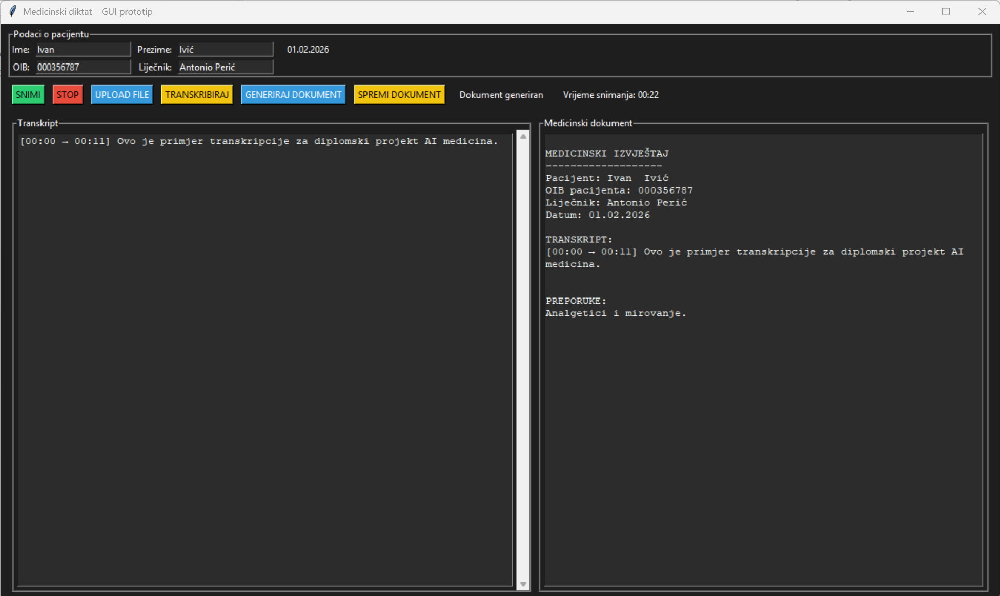 Medicinski diktat – GUI prototip
Podaci o pacijentu
Ime: Ivan Prezime: Ivić 01.02.2026
OIB: 000356787 Liječnik: Antonio Perić
SNIMI STOP UPLOAD FILE TRANSKRIBIRAJ GENERIRAJ DOKUMENT SPREMI DOKUMENT Dokument generiran Vrijeme snimanja: 00:22
Transkript
[00:00 → 00:11] Ovo je primjer transkripcije za diplomski projekt AI medicina.
Medicinski dokument
MEDICINSKI IZVJEŠTAJ
-------------------
Pacijent: Ivan  Ivić
OIB pacijenta: 000356787
Liječnik: Antonio Perić
Datum: 01.02.2026
TRANSKRIPT:
[00:00 → 00:11] Ovo je primjer transkripcije za diplomski projekt AI
medicina.
PREPORUKE:
Analgetici i mirovanje.